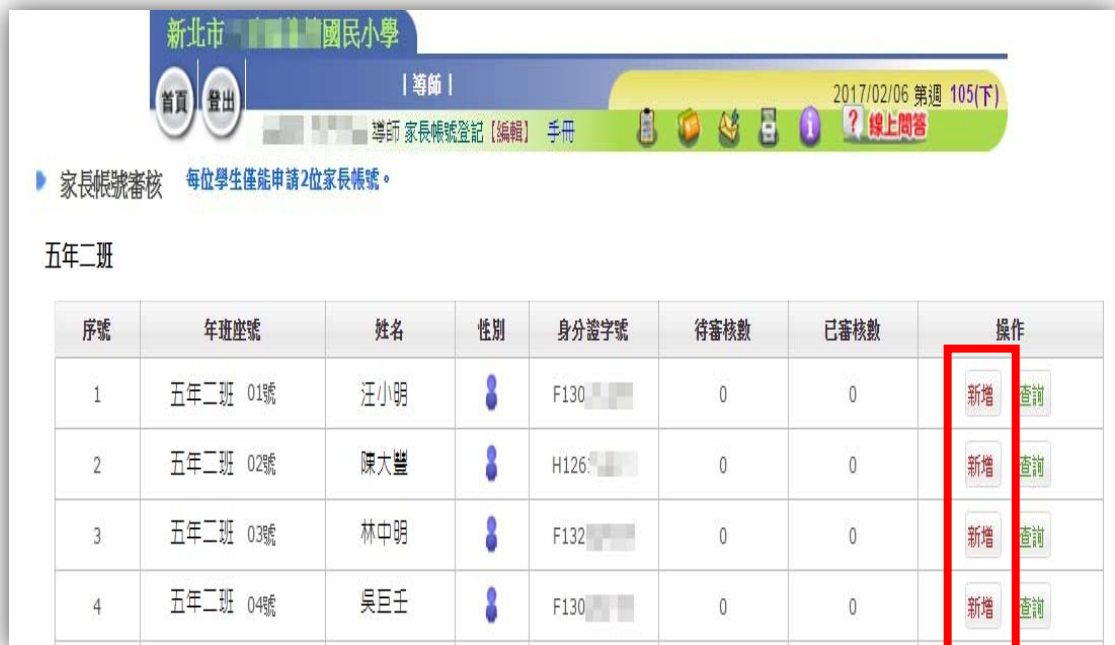 新北市 國民小學
首頁 登出 | 導師 | 2017/02/06 第週 105(下)
導師 家長帳號登記【編輯】 手冊 ? 線上問答
家長帳號審核 每位學生僅能申請2位家長帳號。
五年二班
序號 年班座號 姓名 性別 身分證字號 待審核數 已審核數 操作
1 五年二班 01號 汪小明 F130 0 0 新增 查詢
2 五年二班 02號 陳大豐 H126 0 0 新增 查詢
3 五年二班 03號 林中明 F132 0 0 新增 查詢
4 五年二班 04號 吳巨壬 F130 0 0 新增 查詢